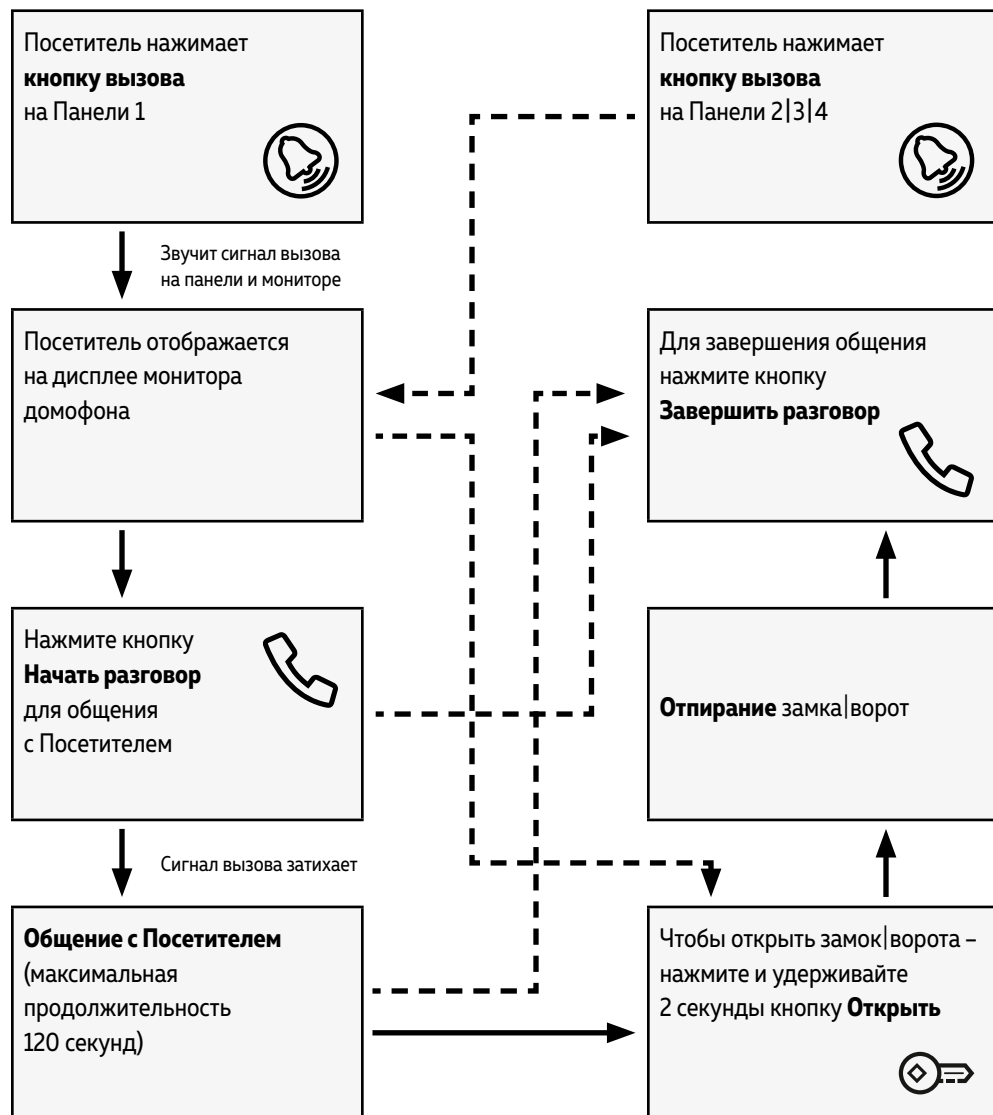 Посетитель нажимает
кнопку вызова
на Панели 1
Посетитель нажимает
кнопку вызова
на Панели 2|3|4
Звучит сигнал вызова
на панели и мониторе
Посетитель отображается
на дисплее монитора
домофона
Для завершения общения
нажмите кнопку
Завершить разговор
Нажмите кнопку
Начать разговор
для общения
с Посетителем
Отпирание замка|ворот
Сигнал вызова затихает
Общение с Посетителем
(максимальная
продолжительность
120 секунд)
Чтобы открыть замок|ворота –
нажмите и удерживайте
2 секунды кнопку Открыть